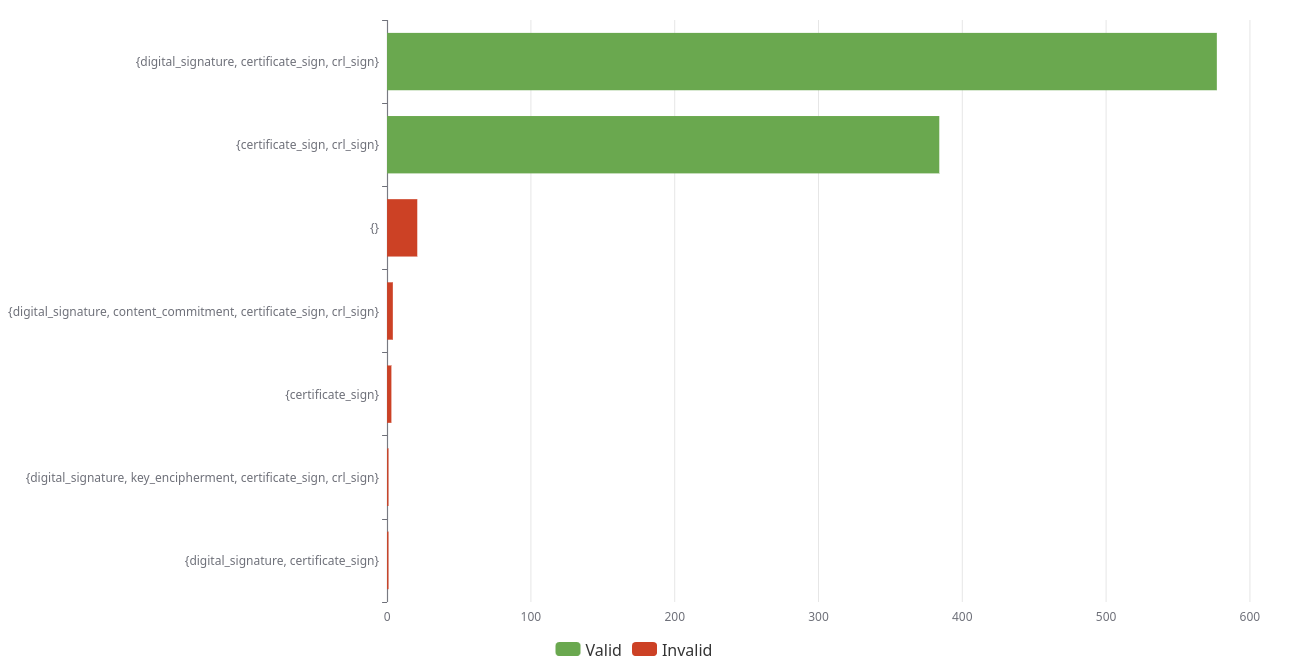 {digital_signature, certificate_sign, crl_sign}
{certificate_sign, crl_sign}
{}
{digital_signature, content_commitment, certificate_sign, crl_sign}
{certificate_sign}
{digital_signature, key_encipherment, certificate_sign, crl_sign}
{digital_signature, certificate_sign}
0 100 200 300 400 500 600
Valid Invalid